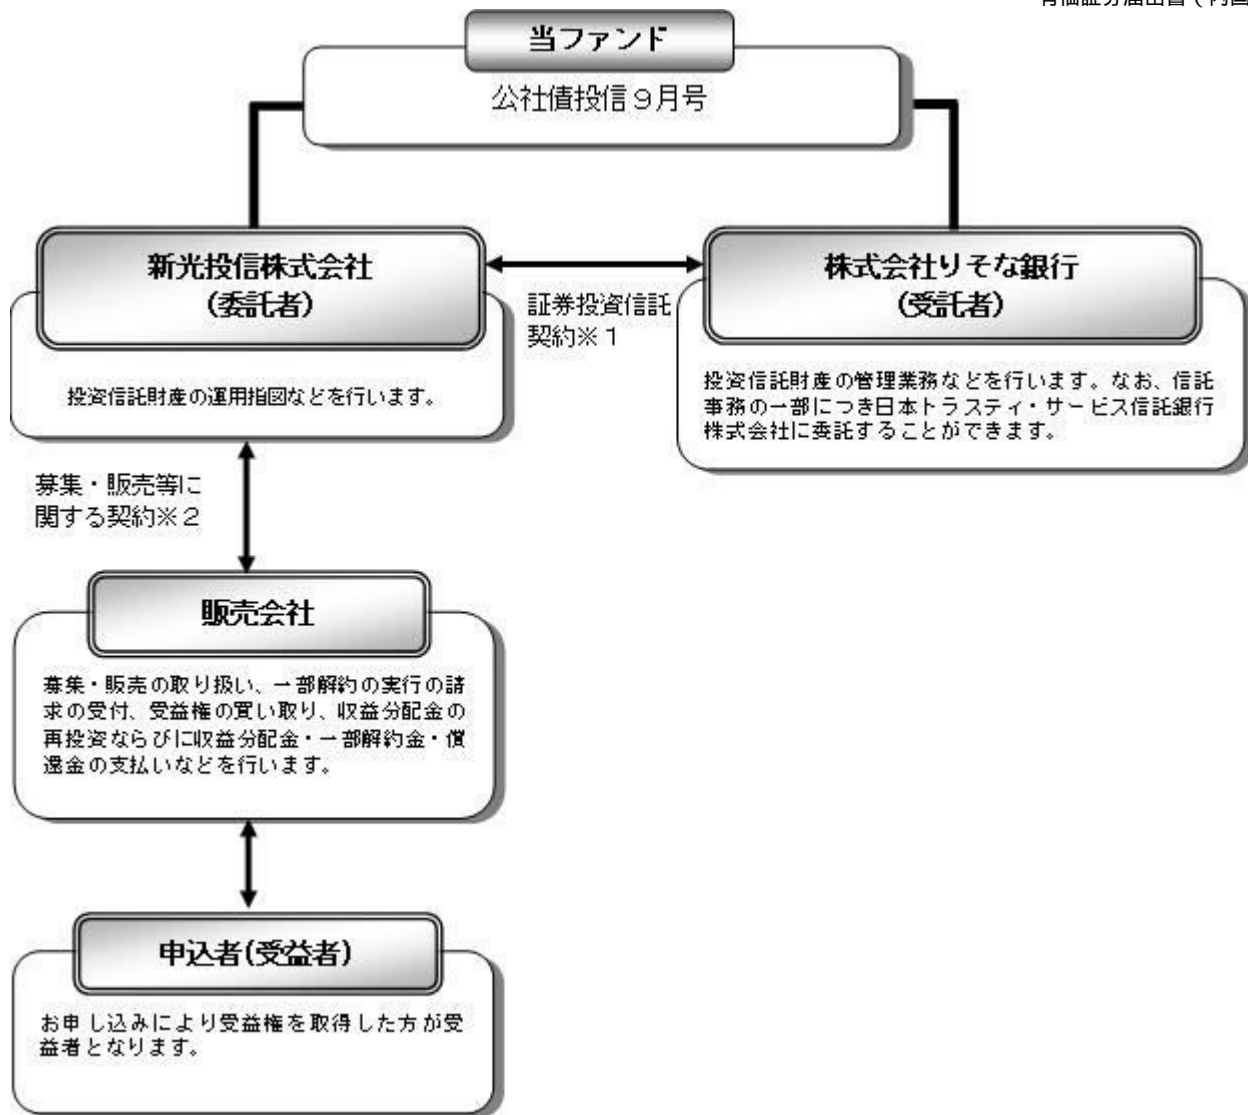 当ファンド
公社債投信９月号
新光投信株式会社
(委託者)
投資信託財産の運用指図などを行います。
証券投資信託
契約※１
株式会社りそな銀行
(受託者)
投資信託財産の管理業務などを行います。なお、信託
事務の一部につき日本トラスティ・サービス信託銀行
株式会社に委託することができます。
募集・販売等に
関する契約※２
販売会社
募集・販売の取り扱い、一部解約の実行の請
求の受付、受益権の買い取り、収益分配金の
再投資ならびに収益分配金・一部解約金・償
還金の支払いなどを行います。
申込者(受益者)
お申し込みにより受益権を取得した方が受
益者となります。